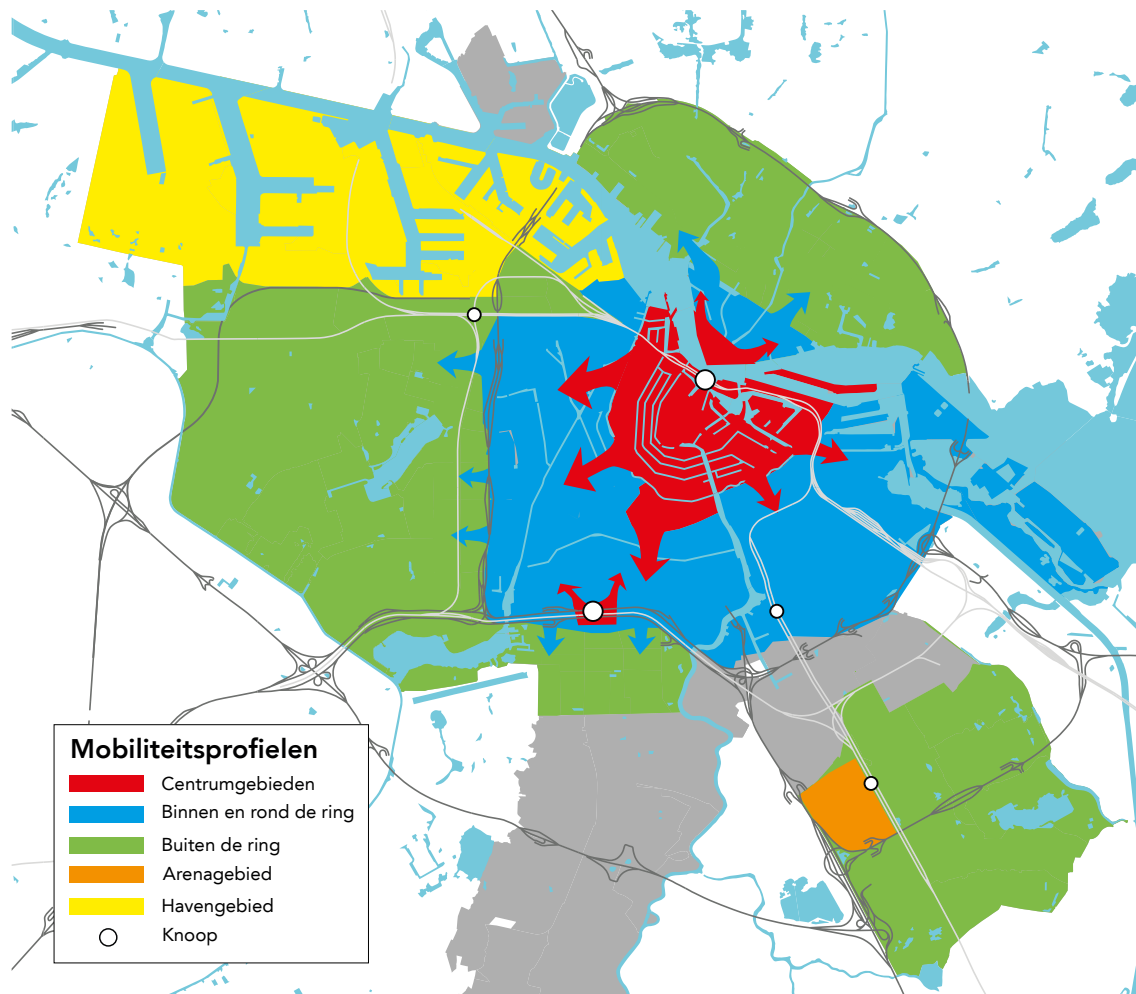 Mobiliteitsprofielen
Centrumgebieden
Binnen en rond de ring
Buiten de ring
Arenagebied
Havengebied
Knoop